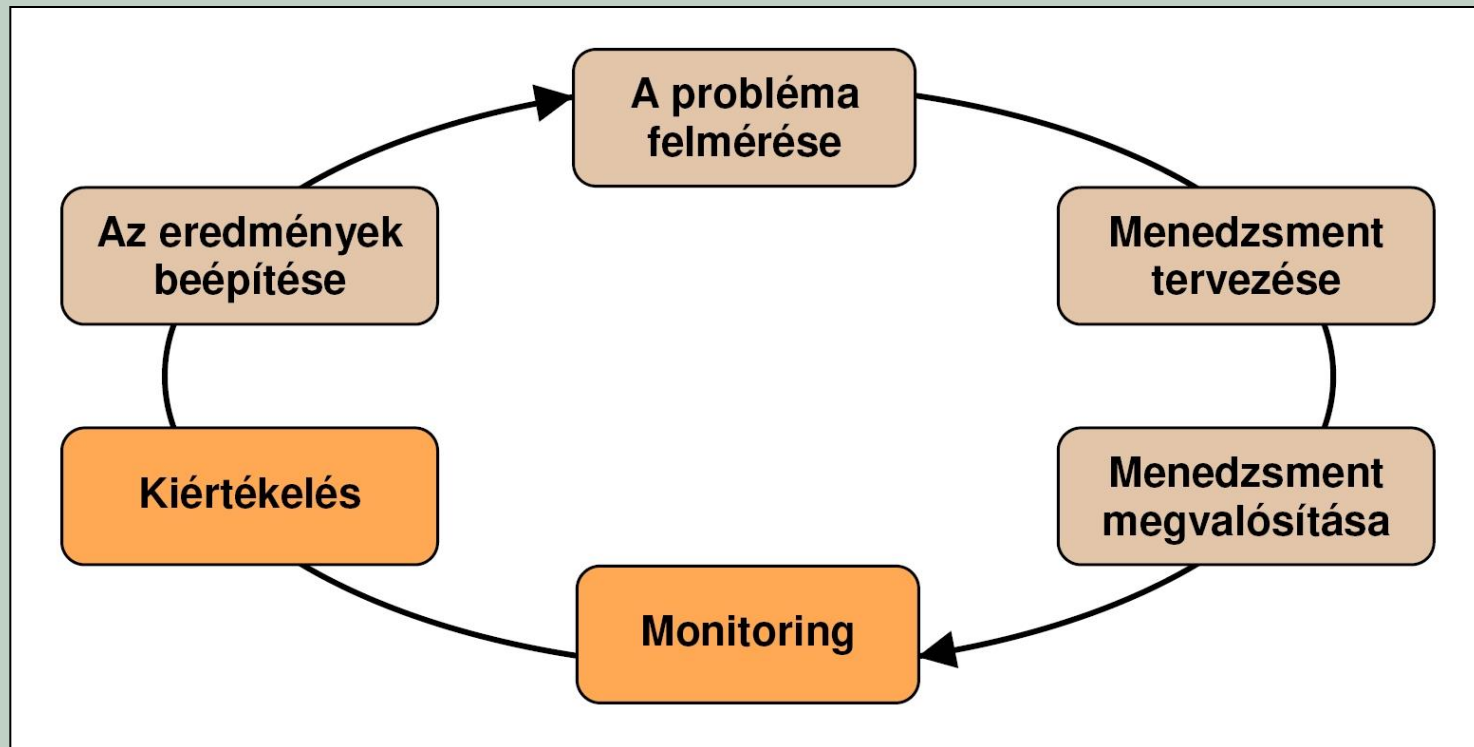 A probléma
felmérése
Menedzsment
tervezése
Menedzsment
megvalósítása
Monitoring
Kiértékelés
Az eredmények
beépítése